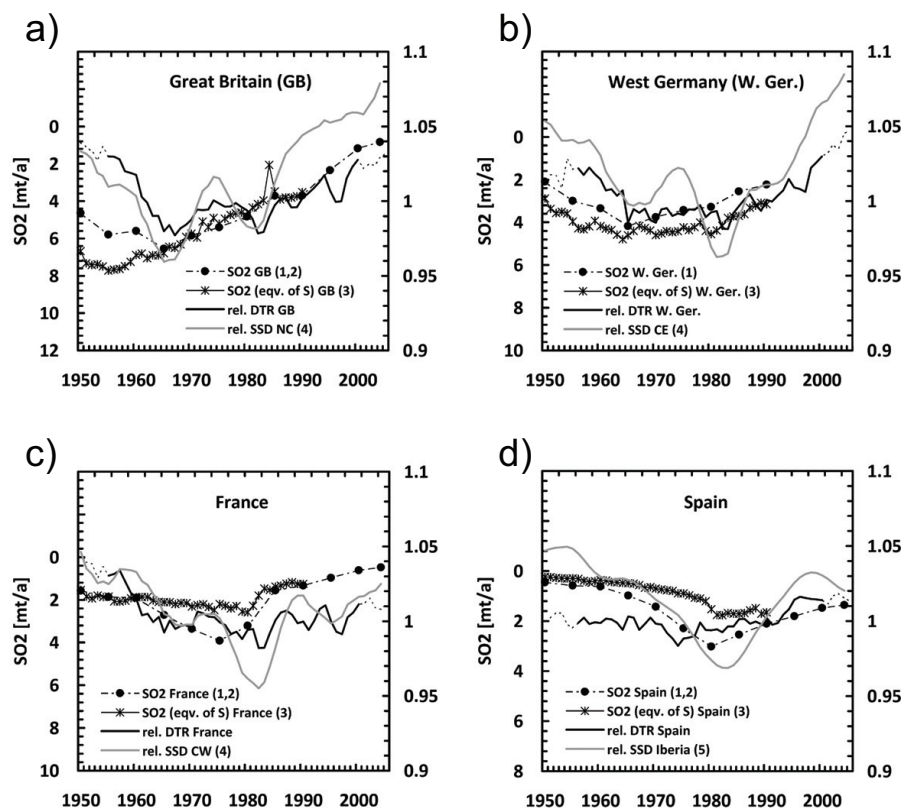 a)
Great Britain (GB)
1.1
1.05
1
0.95
0.9
0
2
4
6
8
10
12
SO2 [mt/a]
SO2 GB (1,2)
SO2 (eqv. of S) GB (3)
rel. DTR GB
rel. SSD NC (4)
1950 1960 1970 1980 1990 2000
b)
West Germany (W. Ger.)
1.1
1.05
1
0.95
0.9
0
2
4
6
8
10
SO2 [mt/a]
SO2 W. Ger. (1)
SO2 (eqv. of S) W. Ger. (3)
rel. DTR W. Ger.
rel. SSD CE (4)
1950 1960 1970 1980 1990 2000
c)
France
1.1
1.05
1
0.95
0.9
0
2
4
6
8
10
SO2 [mt/a]
SO2 France (1,2)
SO2 (eqv. of S) France (3)
rel. DTR France
rel. SSD CW (4)
1950 1960 1970 1980 1990 2000
d)
Spain
1.1
1.05
1
0.95
0.9
0
2
4
6
8
SO2 [mt/a]
SO2 Spain (1,2)
SO2 (eqv. of S) Spain (3)
rel. DTR Spain
rel. SSD Iberia (5)
1950 1960 1970 1980 1990 2000